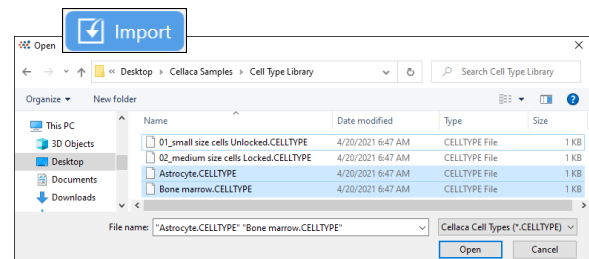 Import
Open
« Desktop › Cellaca Samples › Cell Type Library
Search Cell Type Library
Organize
New folder
Name Date modified Type Size
This PC
3D Objects
Desktop
Documents
Downloads
01_small size cells Unlocked.CELLTYPE 4/20/2021 6:47 AM CELLTYPE File 1 KB
02_medium size cells Locked.CELLTYPE 4/20/2021 6:47 AM CELLTYPE File 1 KB
Astrocyte.CELLTYPE 4/20/2021 6:47 AM CELLTYPE File 1 KB
Bone marrow.CELLTYPE 4/20/2021 6:47 AM CELLTYPE File 1 KB
File name: "Astrocyte.CELLTYPE" "Bone marrow.CELLTYPE"
Cellaca Cell Types (*.CELLTYPE)
Open Cancel